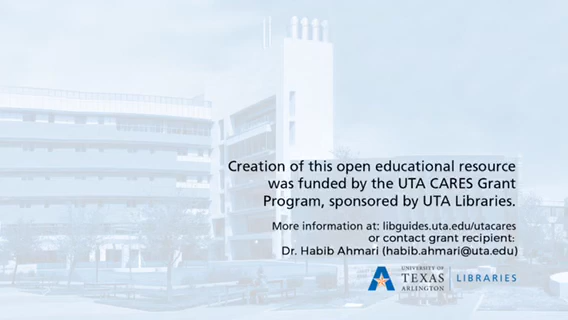 Creation of this open educational resource
was funded by the UTA CARES Grant
Program, sponsored by UTA Libraries.
More information at: libguides.uta.edu/utacares
or contact grant recipient:
Dr. Habib Ahmari (habib.ahmari@uta.edu)
UNIVERSITY OF
TEXAS
ARLINGTON
LIBRARIES